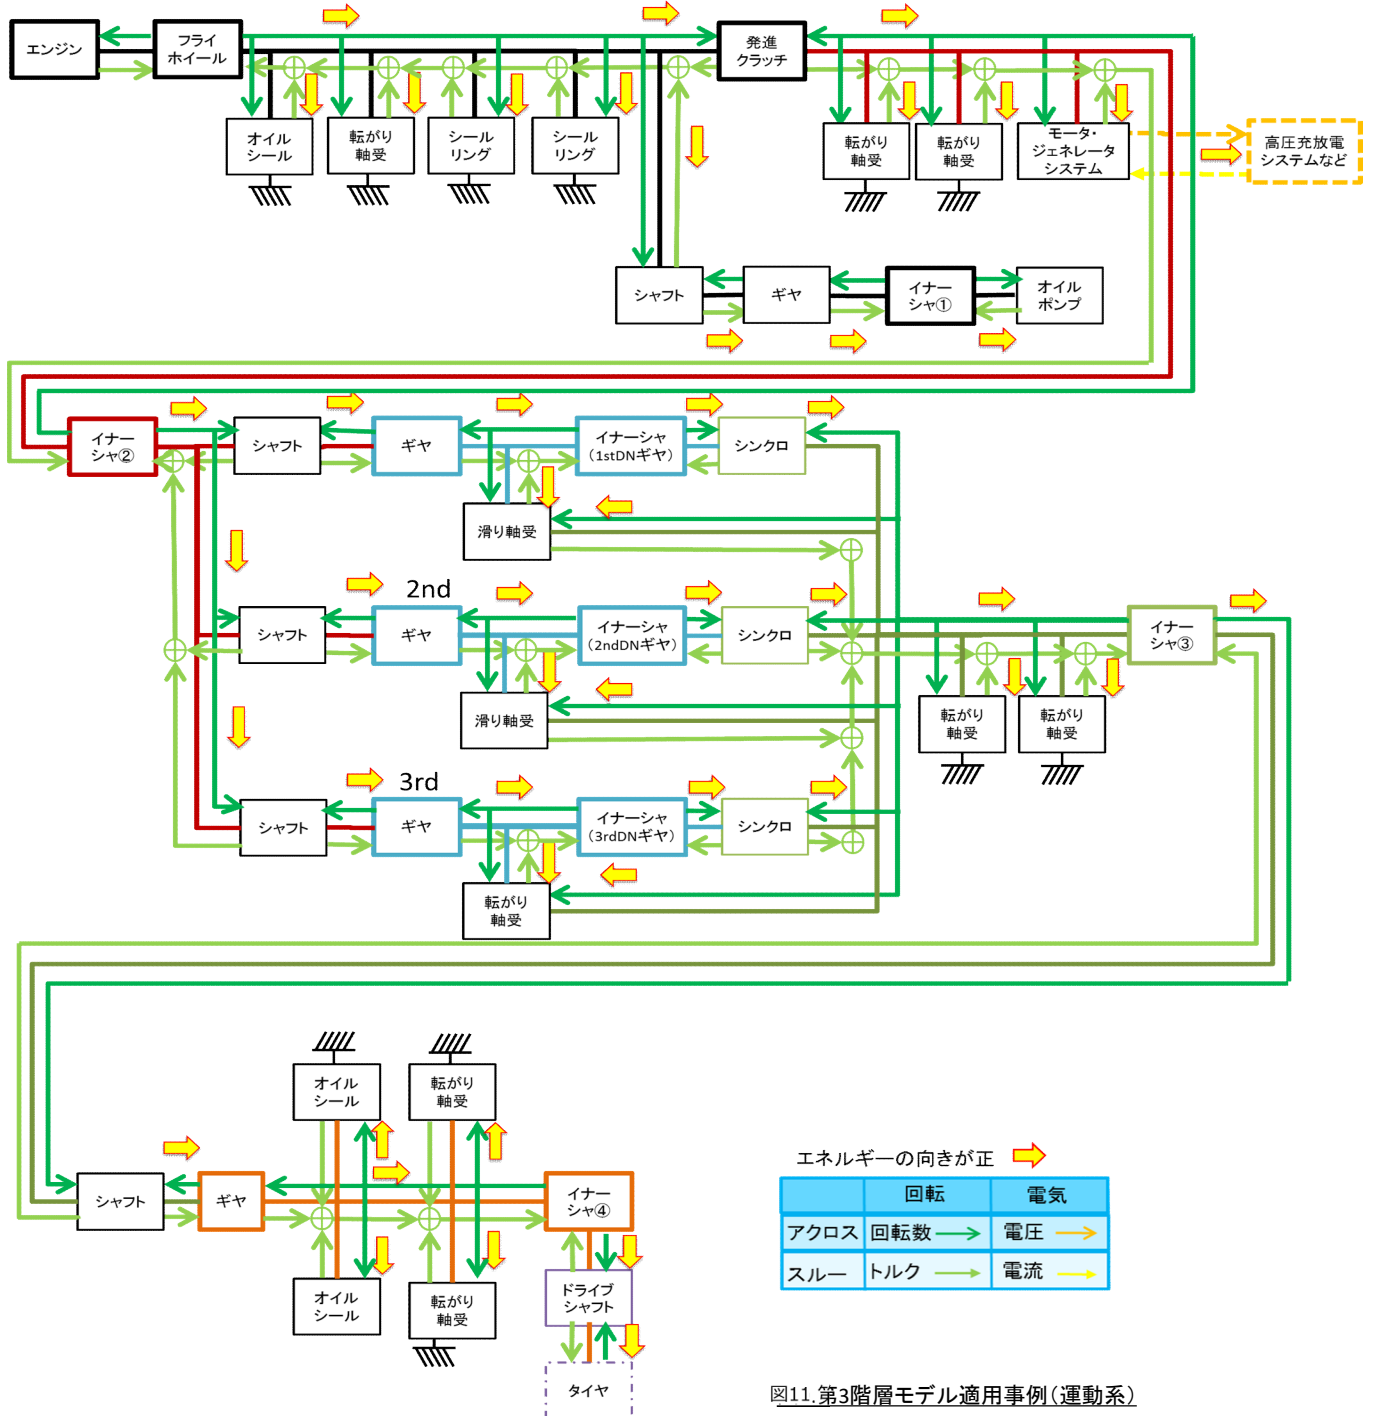 エンジン
フライ
ホイール
発進
クラッチ
オイル
シール
転がり
軸受
シール
リング
シール
リング
転がり
軸受
転がり
軸受
モータ・
ジェネレータ
システム
高圧充放電
システムなど
シャフト
ギヤ
イナー
シャ①
オイル
ポンプ
イナー
シャ②
シャフト
ギヤ
イナーシャ
(1stDNギヤ)
シンクロ
滑り軸受
2nd
シャフト
ギヤ
イナーシャ
(2ndDNギヤ)
シンクロ
イナー
シャ③
滑り軸受
転がり
軸受
転がり
軸受
3rd
シャフト
ギヤ
イナーシャ
(3rdDNギヤ)
シンクロ
転がり
軸受
オイル
シール
転がり
軸受
シャフト
ギヤ
イナー
シャ④
オイル
シール
転がり
軸受
ドライブ
シャフト
タイヤ
エネルギーの向きが正
回転 電気
アクロス 回転数 電圧
スルー トルク 電流
図11.第3階層モデル適用事例(運動系)